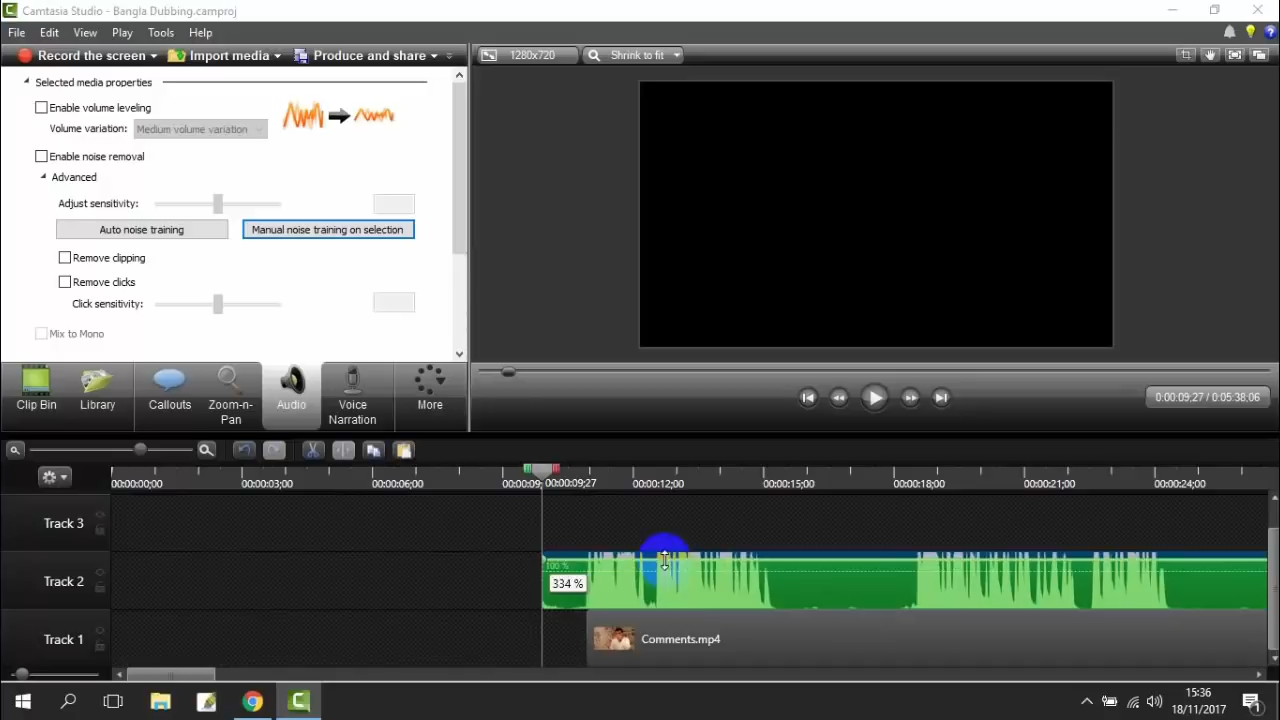 Camtasia Studio - Bangla Dubbing.camproj
File Edit View Play Tools Help
Record the screen Import media Produce and share
1280x720 Shrink to fit
Selected media properties
Enable volume leveling
Volume variation: Medium volume variation
Enable noise removal
Advanced
Adjust sensitivity:
Auto noise training Manual noise training on selection
Remove clipping
Remove clicks
Click sensitivity:
Mix to Mono
Clip Bin Library Callouts Zoom-n-Pan Audio Voice Narration More
0:00:09;27 / 0:05:38;06
00:00:00;00 00:00:03;00 00:00:06;00 00:00:09; 00:00:09;27 00:00:12;00 00:00:15;00 00:00:18;00 00:00:21;00 00:00:24;00
Track 3
100 %
Track 2 334 %
Track 1 Comments.mp4
15:36
18/11/2017
1